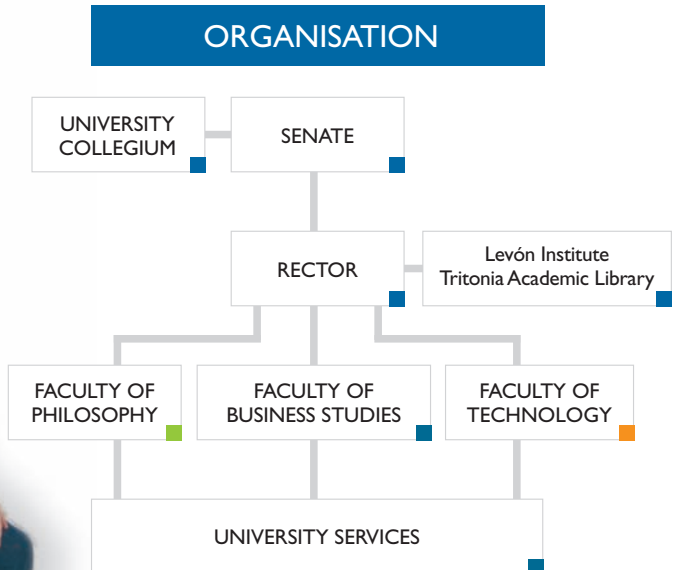 ORGANISATION
UNIVERSITY
COLLEGIUM
SENATE
RECTOR
Levón Institute
Tritonia Academic Library
FACULTY OF
PHILOSOPHY
FACULTY OF
BUSINESS STUDIES
FACULTY OF
TECHNOLOGY
UNIVERSITY SERVICES